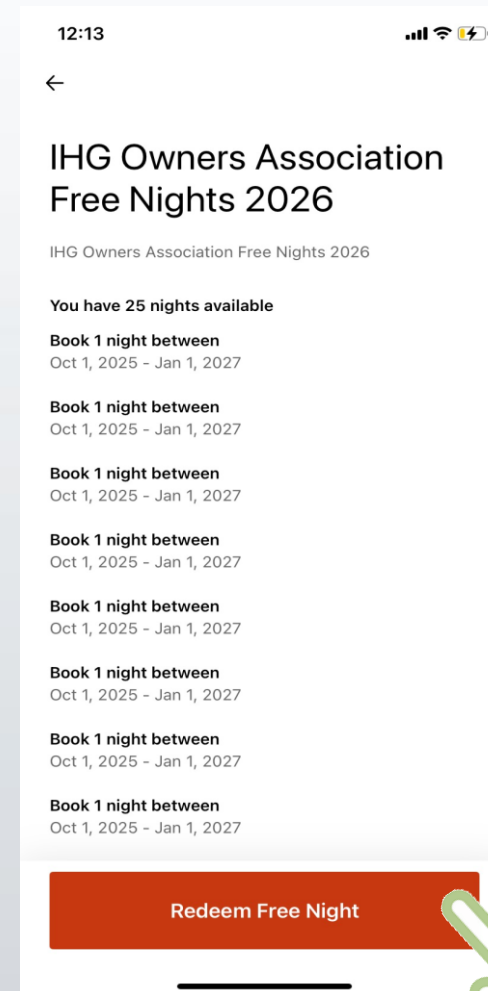 12:13
IHG Owners Association
Free Nights 2026
IHG Owners Association Free Nights 2026
You have 25 nights available
Book 1 night between
Oct 1, 2025 - Jan 1, 2027
Book 1 night between
Oct 1, 2025 - Jan 1, 2027
Book 1 night between
Oct 1, 2025 - Jan 1, 2027
Book 1 night between
Oct 1, 2025 - Jan 1, 2027
Book 1 night between
Oct 1, 2025 - Jan 1, 2027
Book 1 night between
Oct 1, 2025 - Jan 1, 2027
Book 1 night between
Oct 1, 2025 - Jan 1, 2027
Book 1 night between
Oct 1, 2025 - Jan 1, 2027
Redeem Free Night